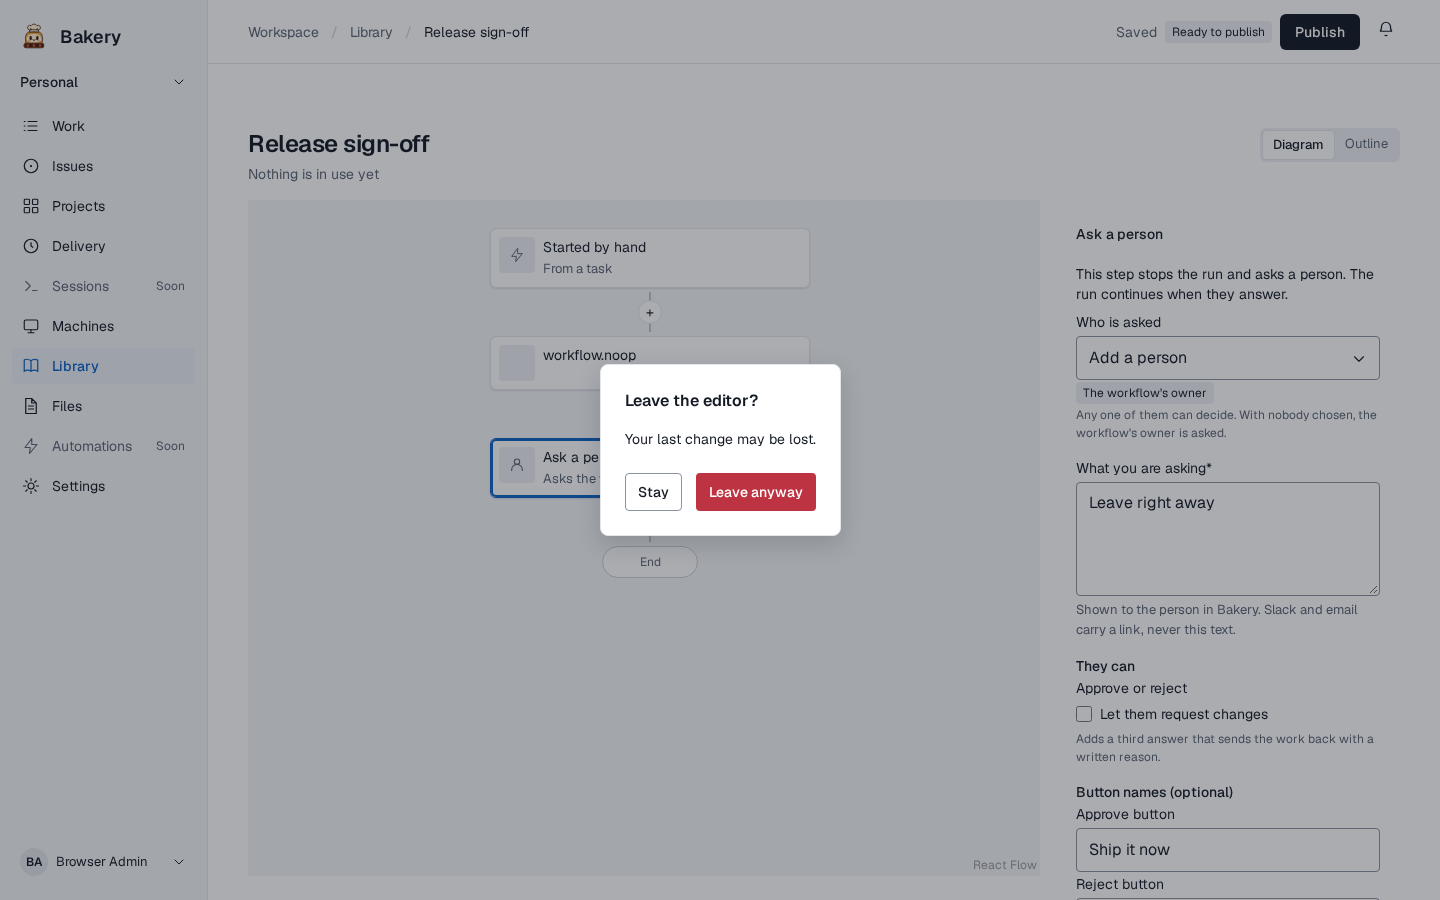 Bakery
Personal
Work
Issues
Projects
Delivery
Sessions Soon
Machines
Library
Files
Automations Soon
Settings
BA Browser Admin
Workspace / Library / Release sign-off
Saved Ready to publish Publish
Release sign-off
Nothing is in use yet
Diagram Outline
Started by hand
From a task
+
workflow.noop
Ask a pe
Asks the
End
React Flow
Leave the editor?
Your last change may be lost.
Stay Leave anyway
Ask a person
This step stops the run and asks a person. The
run continues when they answer.
Who is asked
Add a person
The workflow's owner
Any one of them can decide. With nobody chosen, the
workflow's owner is asked.
What you are asking*
Leave right away
Shown to the person in Bakery. Slack and email
carry a link, never this text.
They can
Approve or reject
Let them request changes
Adds a third answer that sends the work back with a
written reason.
Button names (optional)
Approve button
Ship it now
Reject button